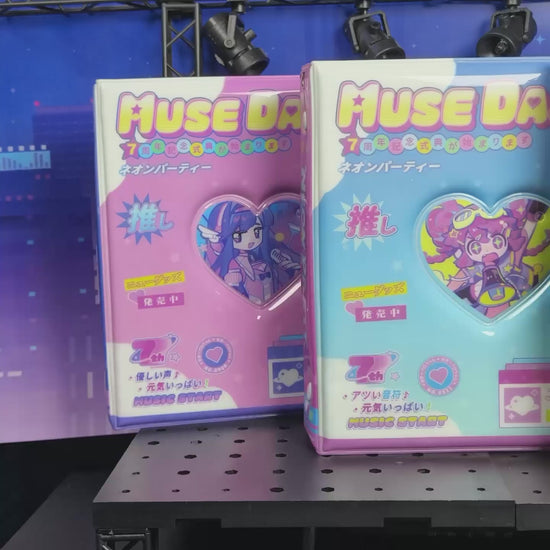 MUSE DA
7周年記念式典が始まります
ネオンパーティー
推し
ニューグッズ
発売中
7th
優しい声♪
元気いっぱい!
MUSIC START
MUSE DA
7周年記念式典が始まります
ネオンパーティー
推し
ニューグッズ
発売中
7th
アツい音符♪
元気いっぱい!
MUSIC START